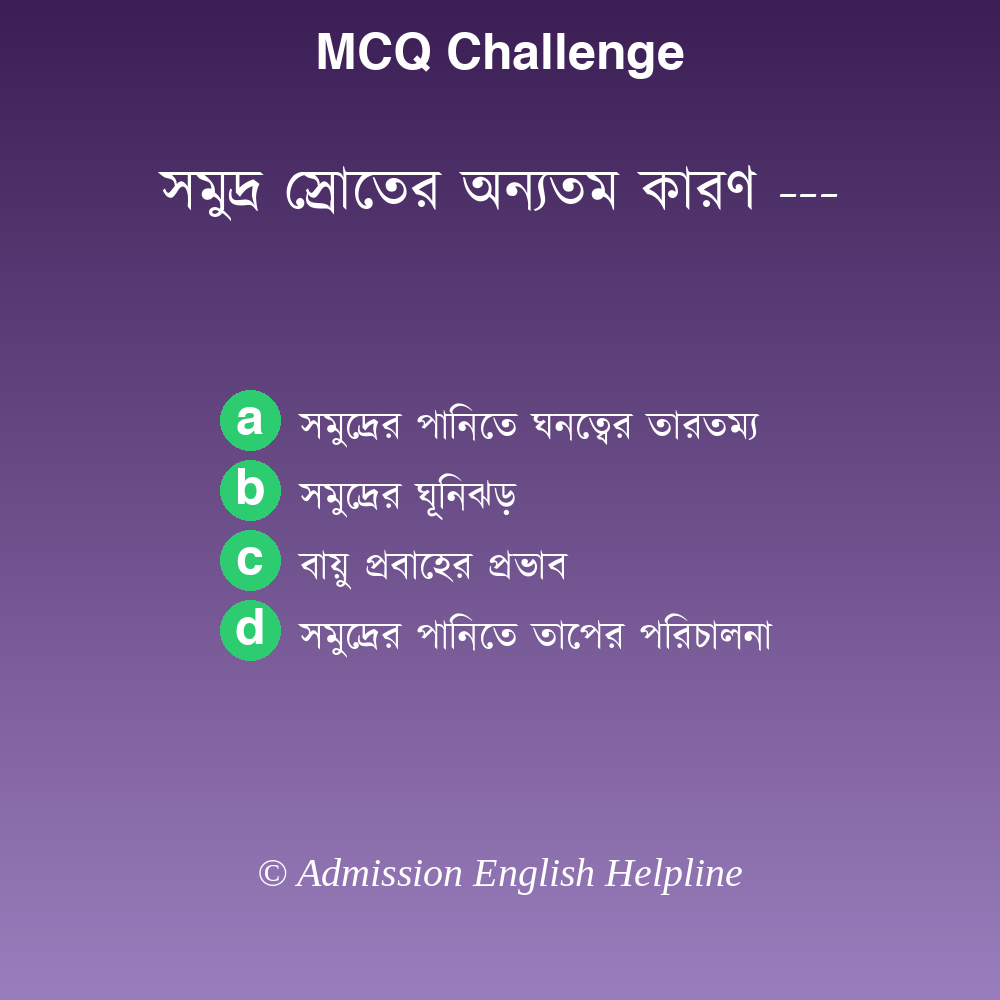 MCQ Challenge
সমুদ্র স্রোতের অন্যতম কারণ ---
a সমুদ্রের পানিতে ঘনত্বের তারতম্য
b সমুদ্রের ঘূনিঝড়
c বায়ু প্রবাহের প্রভাব
d সমুদ্রের পানিতে তাপের পরিচালনা
© Admission English Helpline